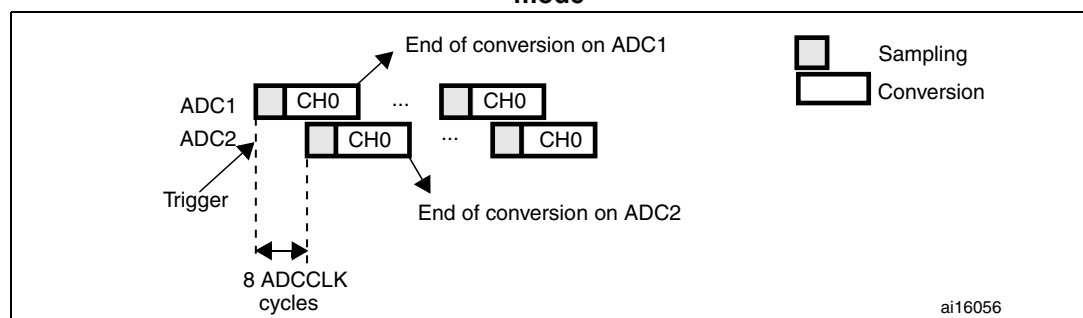 mode
End of conversion on ADC1
Sampling
Conversion
ADC1
CH0
...
CH0
ADC2
CH0
...
CH0
Trigger
End of conversion on ADC2
8 ADCCLK
cycles
ai16056